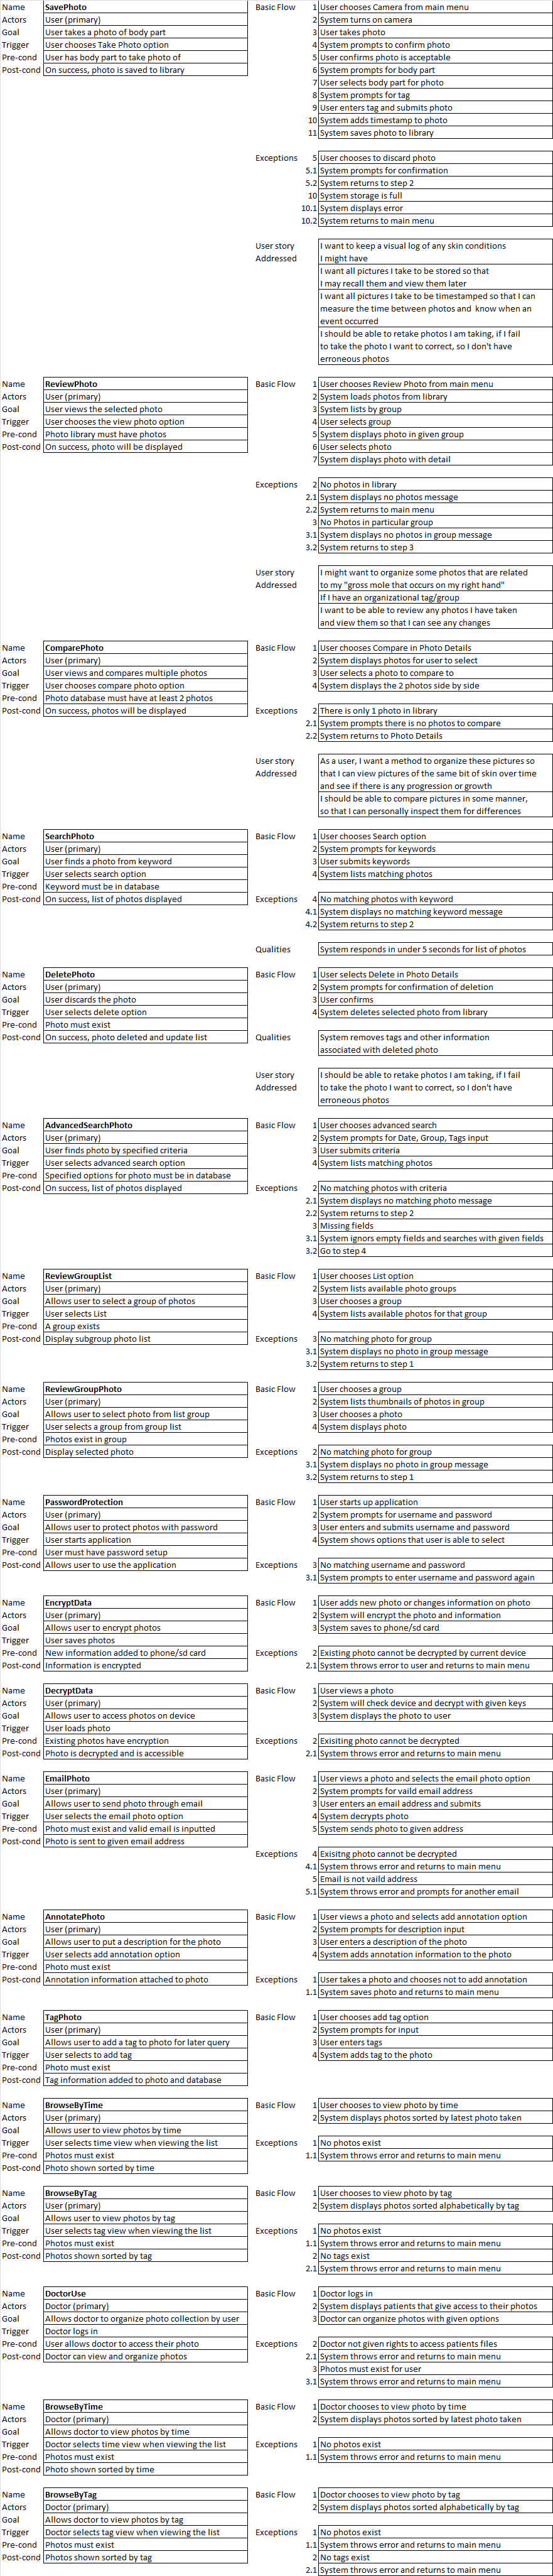 Name SavePhoto Basic Flow 1 User chooses Camera from main menu
Actors User (primary) 2 System turns on camera
Goal User takes a photo of body part 3 User takes photo
Trigger User chooses Take Photo option 4 System prompts to confirm photo
Pre-cond User has body part to take photo of 5 User confirms photo is acceptable
Post-cond On success, photo is saved to library 6 System prompts for body part
7 User selects body part for photo
8 System prompts for tag
9 User enters tag and submits photo
10 System adds timestamp to photo
11 System saves photo to library
Exceptions 5 User chooses to discard photo
5.1 System prompts for confirmation
5.2 System returns to step 2
10 System storage is full
10.1 System displays error
10.2 System returns to main menu
User story I want to keep a visual log of any skin conditions
Addressed I might have
I want all pictures I take to be stored so that
I may recall them and view them later
I want all pictures I take to be timestamped so that I can
measure the time between photos and know when an
event occurred
I should be able to retake photos I am taking, if I fail
to take the photo I want to correct, so I don't have
erroneous photos
Name ReviewPhoto Basic Flow 1 User chooses Review Photo from main menu
Actors User (primary) 2 System loads photos from library
Goal User views the selected photo 3 System lists by group
Trigger User chooses the view photo option 4 User selects group
Pre-cond Photo library must have photos 5 System displays photo in given group
Post-cond On success, photo will be displayed 6 User selects photo
7 System displays photo with detail
Exceptions 2 No photos in library
2.1 System displays no photos message
2.2 System returns to main menu
3 No Photos in particular group
3.1 System displays no photos in group message
3.2 System returns to step 3
User story I might want to organize some photos that are related
Addressed to my "gross mole that occurs on my right hand"
If I have an organizational tag/group
I want to be able to review any photos I have taken
and view them so that I can see any changes
Name ComparePhoto Basic Flow 1 User chooses Compare in Photo Details
Actors User (primary) 2 System displays photos for user to select
Goal User views and compares multiple photos 3 User selects a photo to compare to
Trigger User chooses compare photo option 4 System displays the 2 photos side by side
Pre-cond Photo database must have at least 2 photos
Post-cond On success, photos will be displayed Exceptions 2 There is only 1 photo in library
2.1 System prompts there is no photos to compare
2.2 System returns to Photo Details
User story As a user, I want a method to organize these pictures so
Addressed that I can view pictures of the same bit of skin over time
and see if there is any progression or growth
I should be able to compare pictures in some manner,
so that I can personally inspect them for differences
Name SearchPhoto Basic Flow 1 User chooses Search option
Actors User (primary) 2 System prompts for keywords
Goal User finds a photo from keyword 3 User submits keywords
Trigger User selects search option 4 System lists matching photos
Pre-cond Keyword must be in database
Post-cond On success, list of photos displayed Exceptions 4 No matching photos with keyword
4.1 System displays no matching keyword message
4.2 System returns to step 2
Qualities System responds in under 5 seconds for list of photos
Name DeletePhoto Basic Flow 1 User selects Delete in Photo Details
Actors User (primary) 2 System prompts for confirmation of deletion
Goal User discards the photo 3 User confirms
Trigger User selects delete option 4 System deletes selected photo from library
Pre-cond Photo must exist
Post-cond On success, photo deleted and update list Qualities System removes tags and other information
associated with deleted photo
User story I should be able to retake photos I am taking, if I fail
Addressed to take the photo I want to correct, so I don't have
erroneous photos
Name AdvancedSearchPhoto Basic Flow 1 User chooses advanced search
Actors User (primary) 2 System prompts for Date, Group, Tags input
Goal User finds photo by specified criteria 3 User submits criteria
Trigger User selects advanced search option 4 System lists matching photos
Pre-cond Specified options for photo must be in database
Post-cond On success, list of photos displayed Exceptions 2 No matching photos with criteria
2.1 System displays no matching photo message
2.2 System returns to step 2
3 Missing fields
3.1 System ignors empty fields and searches with given fields
3.2 Go to step 4
Name ReviewGroupList Basic Flow 1 User chooses List option
Actors User (primary) 2 System lists available photo groups
Goal Allows user to select a group of photos 3 User chooses a group
Trigger User selects List 4 System lists available photos for that group
Pre-cond A group exists
Post-cond Display subgroup photo list Exceptions 3 No matching photo for group
3.1 System displays no photo in group message
3.2 System returns to step 1
Name ReviewGroupPhoto Basic Flow 1 User chooses a group
Actors User (primary) 2 System lists thumbnails of photos in group
Goal Allows user to select photo from list group 3 User chooses a photo
Trigger User selects a group from group list 4 System displays photo
Pre-cond Photos exist in group
Post-cond Display selected photo Exceptions 2 No matching photo for group
3.1 System displays no photo in group message
3.2 System returns to step 1
Name PasswordProtection Basic Flow 1 User starts up application
Actors User (primary) 2 System prompts for username and password
Goal Allows user to protect photos with password 3 User enters and submits username and password
Trigger User starts application 4 System shows options that user is able to select
Pre-cond User must have password setup
Post-cond Allows user to use the application Exceptions 3 No matching username and password
3.1 System prompts to enter username and password again
Name EncryptData Basic Flow 1 User adds new photo or changes information on photo
Actors User (primary) 2 System will encrypt the photo and information
Goal Allows user to encrypt photos 3 System saves to phone/sd card
Trigger User saves photos
Pre-cond New information added to phone/sd card Exceptions 2 Existing photo cannot be decrypted by current device
Post-cond Information is encrypted 2.1 System throws error to user and returns to main menu
Name DecryptData Basic Flow 1 User views a photo
Actors User (primary) 2 System will check device and decrypt with given keys
Goal Allows user to access photos on device 3 System displays the photo to user
Trigger User loads photo
Pre-cond Existing photos have encryption Exceptions 2 Exisiting photo cannot be decrypted
Post-cond Photo is decrypted and is accessible 2.1 System throws error and returns to main menu
Name EmailPhoto Basic Flow 1 User views a photo and selects the email photo option
Actors User (primary) 2 System prompts for vaild email address
Goal Allows user to send photo through email 3 User enters an email address and submits
Trigger User selects the email photo option 4 System decrypts photo
Pre-cond Photo must exist and valid email is inputted 5 System sends photo to given address
Post-cond Photo is sent to given email address
Exceptions 4 Exisitng photo cannot be decrypted
4.1 System throws error and returns to main menu
5 Email is not vaild address
5.1 System throws error and prompts for another email
Name AnnotatePhoto Basic Flow 1 User views a photo and selects add annotation option
Actors User (primary) 2 System prompts for description input
Goal Allows user to put a description for the photo 3 User enters a description of the photo
Trigger User selects add annotation option 4 System adds annotation information to the photo
Pre-cond Photo must exist
Post-cond Annotation information attached to photo Exceptions 1 User takes a photo and chooses not to add annotation
1.1 System saves photo and returns to main menu
Name TagPhoto Basic Flow 1 User chooses add tag option
Actors User (primary) 2 System prompts for input
Goal Allows user to add a tag to photo for later query 3 User enters tags
Trigger User selects to add tag 4 System adds tag to the photo
Pre-cond Photo must exist
Post-cond Tag information added to photo and database
Name BrowseByTime Basic Flow 1 User chooses to view photo by time
Actors User (primary) 2 System displays photos sorted by latest photo taken
Goal Allows user to view photos by time
Trigger User selects time view when viewing the list Exceptions 1 No photos exist
Pre-cond Photos must exist 1.1 System throws error and returns to main menu
Post-cond Photo shown sorted by time
Name BrowseByTag Basic Flow 1 User chooses to view photo by tag
Actors User (primary) 2 System displays photos sorted alphabetically by tag
Goal Allows user to view photos by tag
Trigger User selects tag view when viewing the list Exceptions 1 No photos exist
Pre-cond Photos must exist 1.1 System throws error and returns to main menu
Post-cond Photos shown sorted by tag 2 No tags exist
2.1 System throws error and returns to main menu
Name DoctorUse Basic Flow 1 Doctor logs in
Actors Doctor (primary) 2 System displays patients that give access to their photos
Goal Allows doctor to organize photo collection by user 3 Doctor can organize photos with given options
Trigger Doctor logs in
Pre-cond User allows doctor to access their photo Exceptions 2 Doctor not given rights to access patients files
Post-cond Doctor can view and organize photos 2.1 System throws error and returns to main menu
3 Photos must exist for user
3.1 System throws error and returns to main menu
Name BrowseByTime Basic Flow 1 Doctor chooses to view photo by time
Actors Doctor (primary) 2 System displays photos sorted by latest photo taken
Goal Allows doctor to view photos by time
Trigger Doctor selects time view when viewing the list Exceptions 1 No photos exist
Pre-cond Photos must exist 1.1 System throws error and returns to main menu
Post-cond Photo shown sorted by time
Name BrowseByTag Basic Flow 1 Doctor chooses to view photo by tag
Actors Doctor (primary) 2 System displays photos sorted alphabetically by tag
Goal Allows doctor to view photos by tag
Trigger Doctor selects tag view when viewing the list Exceptions 1 No photos exist
Pre-cond Photos must exist 1.1 System throws error and returns to main menu
Post-cond Photos shown sorted by tag 2 No tags exist
2.1 System throws error and returns to main menu